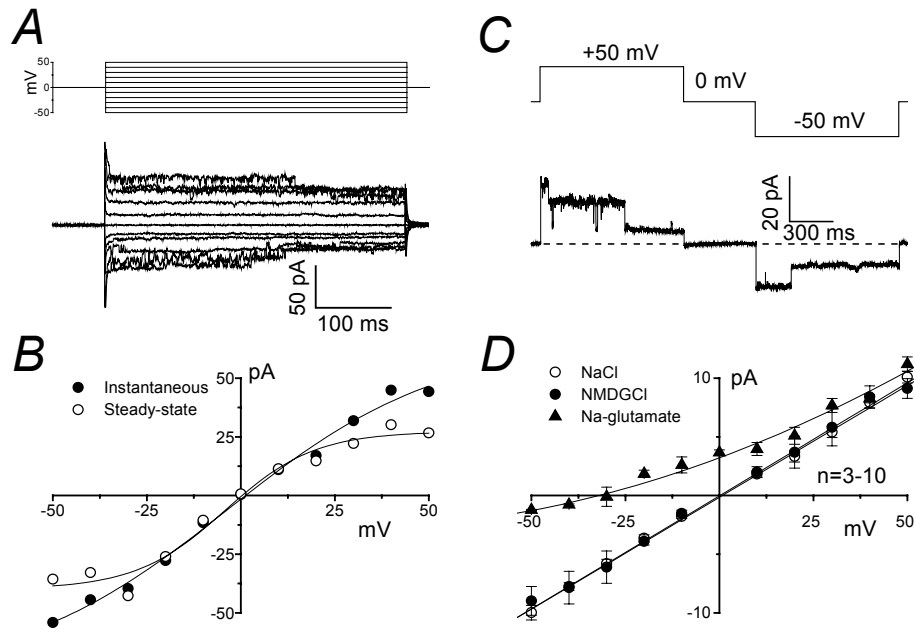 A
50
0
-50
mV
50 pA
100 ms
B
Instantaneous
Steady-state
pA
50
25
-25
-50
-50
-25
25
50
mV
C
+50 mV
0 mV
-50 mV
20 pA
300 ms
D
NaCl
NMDGCl
Na-glutamate
pA
10
n=3-10
-50
-25
25
50
mV
-10